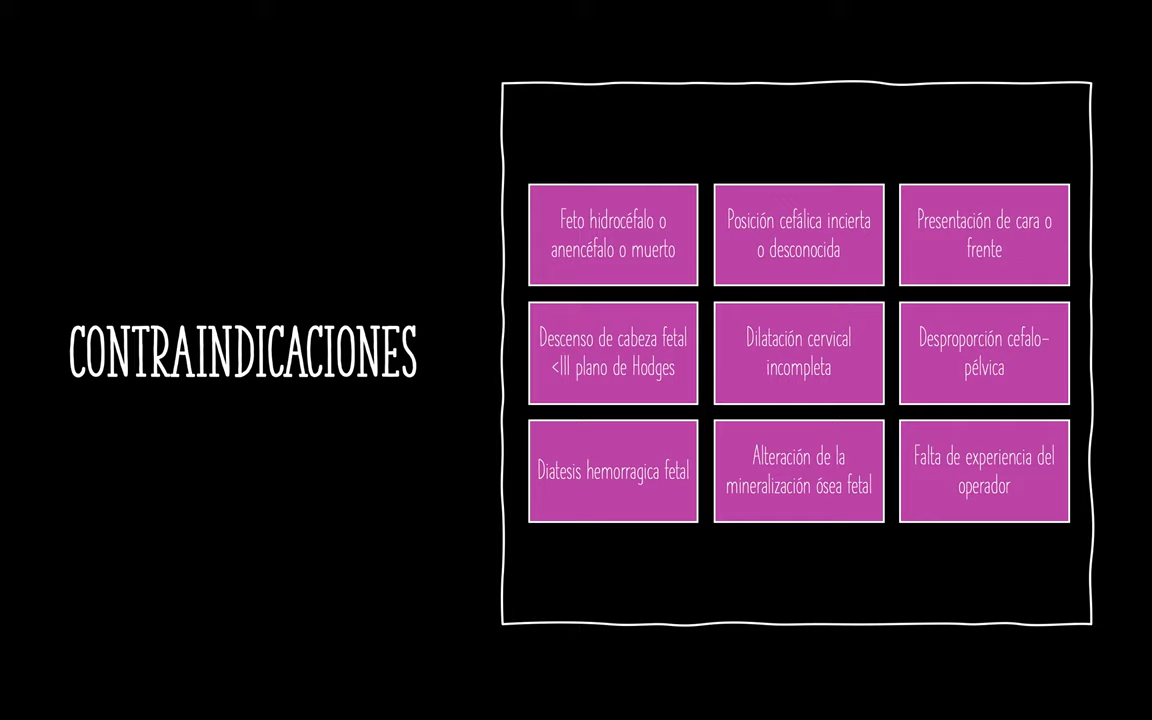 CONTRAINDICACIONES
Feto hidrocéfalo o
anencéfalo o muerto
Posición cefálica incierta
o desconocida
Presentación de cara o
frente
Descenso de cabeza fetal
<III plano de Hodges
Dilatación cervical
incompleta
Desproporción cefalo-
pélvica
Diatesis hemorragica fetal
Alteración de la
mineralización ósea fetal
Falta de experiencia del
operador